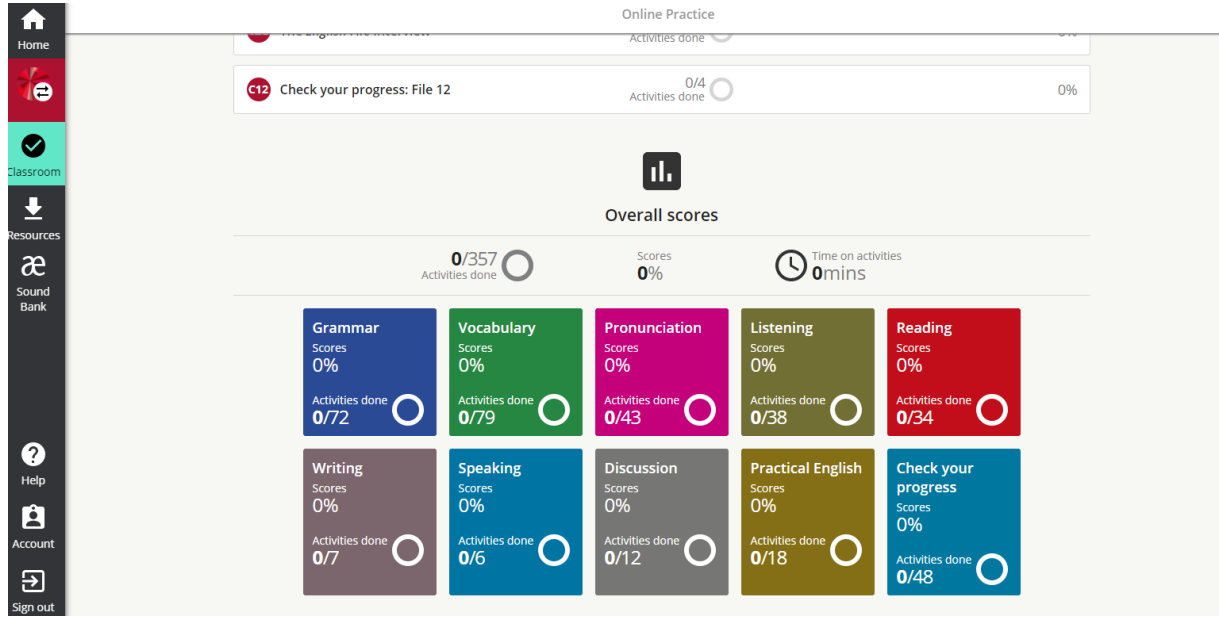 Online Practice
Home
Classroom
Resources
æ
Sound
Bank
?
Help
Account
Sign out
The English File Interview
Activities done
0%
C12 Check your progress: File 12 0/4 0%
Activities done
Overall scores
0/357 Scores Time on activities
Activities done 0% 0mins
Grammar
Scores
0%
Activities done
0/72
Vocabulary
Scores
0%
Activities done
0/79
Pronunciation
Scores
0%
Activities done
0/43
Listening
Scores
0%
Activities done
0/38
Reading
Scores
0%
Activities done
0/34
Writing
Scores
0%
Activities done
0/7
Speaking
Scores
0%
Activities done
0/6
Discussion
Scores
0%
Activities done
0/12
Practical English
Scores
0%
Activities done
0/18
Check your
progress
Scores
0%
Activities done
0/48